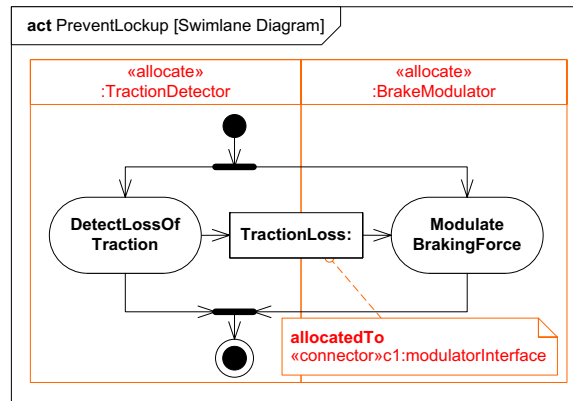 act PreventLockup [Swimlane Diagram]
«allocate»
:TractionDetector
«allocate»
:BrakeModulator
DetectLossOf
Traction
TractionLoss:
Modulate
BrakingForce
allocatedTo
«connector»c1:modulatorInterface